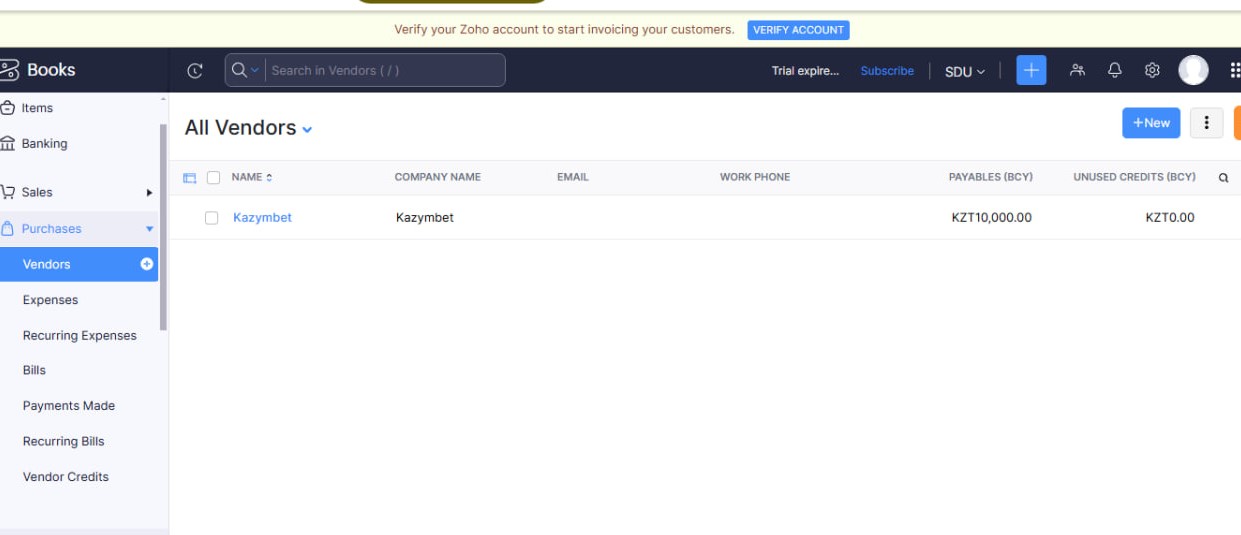 Verify your Zoho account to start invoicing your customers. VERIFY ACCOUNT
Books
Search in Vendors ( / )
Trial expire... Subscribe SDU
Items
Banking
Sales
Purchases
Vendors
Expenses
Recurring Expenses
Bills
Payments Made
Recurring Bills
Vendor Credits
All Vendors
+New
NAME COMPANY NAME EMAIL WORK PHONE PAYABLES (BCY) UNUSED CREDITS (BCY)
Kazymbet Kazymbet KZT10,000.00 KZT0.00